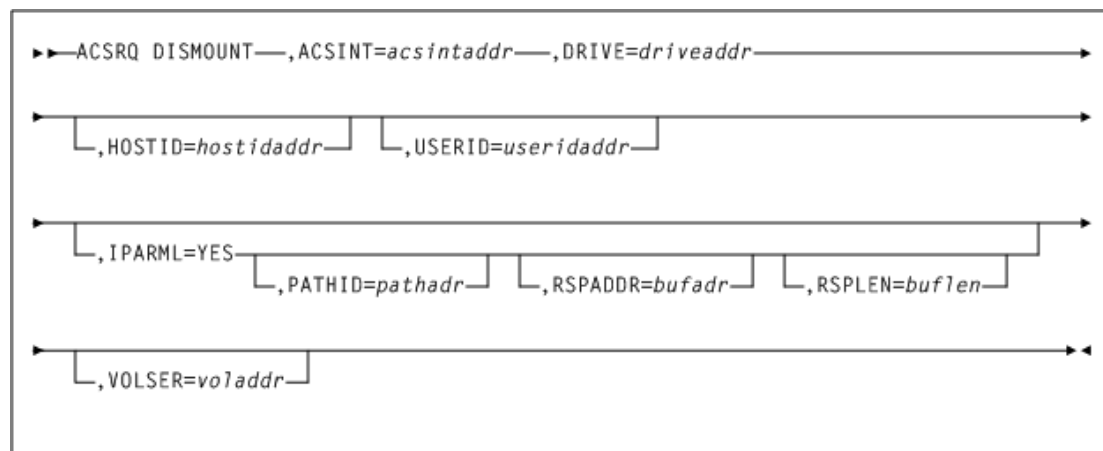 ACSRQ DISMOUNT ,ACSINT=acsintaddr ,DRIVE=driveaddr
,HOSTID=hostidaddr ,USERID=useridaddr
,IPARML=YES
,PATHID=pathadr ,RSPADDR=bufadr ,RSPLEN=buflen
,VOLSER=voladdr